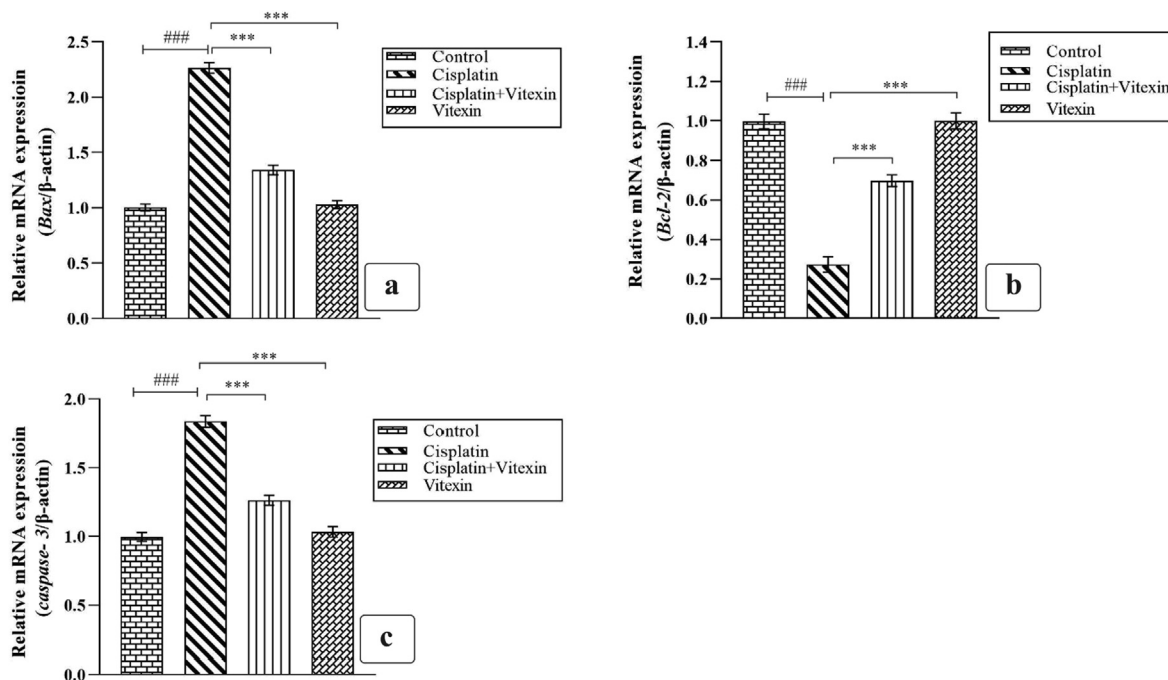 ###
***
***
2.5
2.0
1.5
1.0
0.5
0.0
Relative mRNA expressioin
(Bax/β-actin)
Control
Cisplatin
Cisplatin+Vitexin
Vitexin
a
###
***
***
1.4
1.2
1.0
0.8
0.6
0.4
0.2
0.0
Relative mRNA expressioin
(Bcl-2/β-actin)
Control
Cisplatin
Cisplatin+Vitexin
Vitexin
b
###
***
***
2.0
1.5
1.0
0.5
0.0
Relative mRNA expressioin
(caspase- 3/β-actin)
Control
Cisplatin
Cisplatin+Vitexin
Vitexin
c